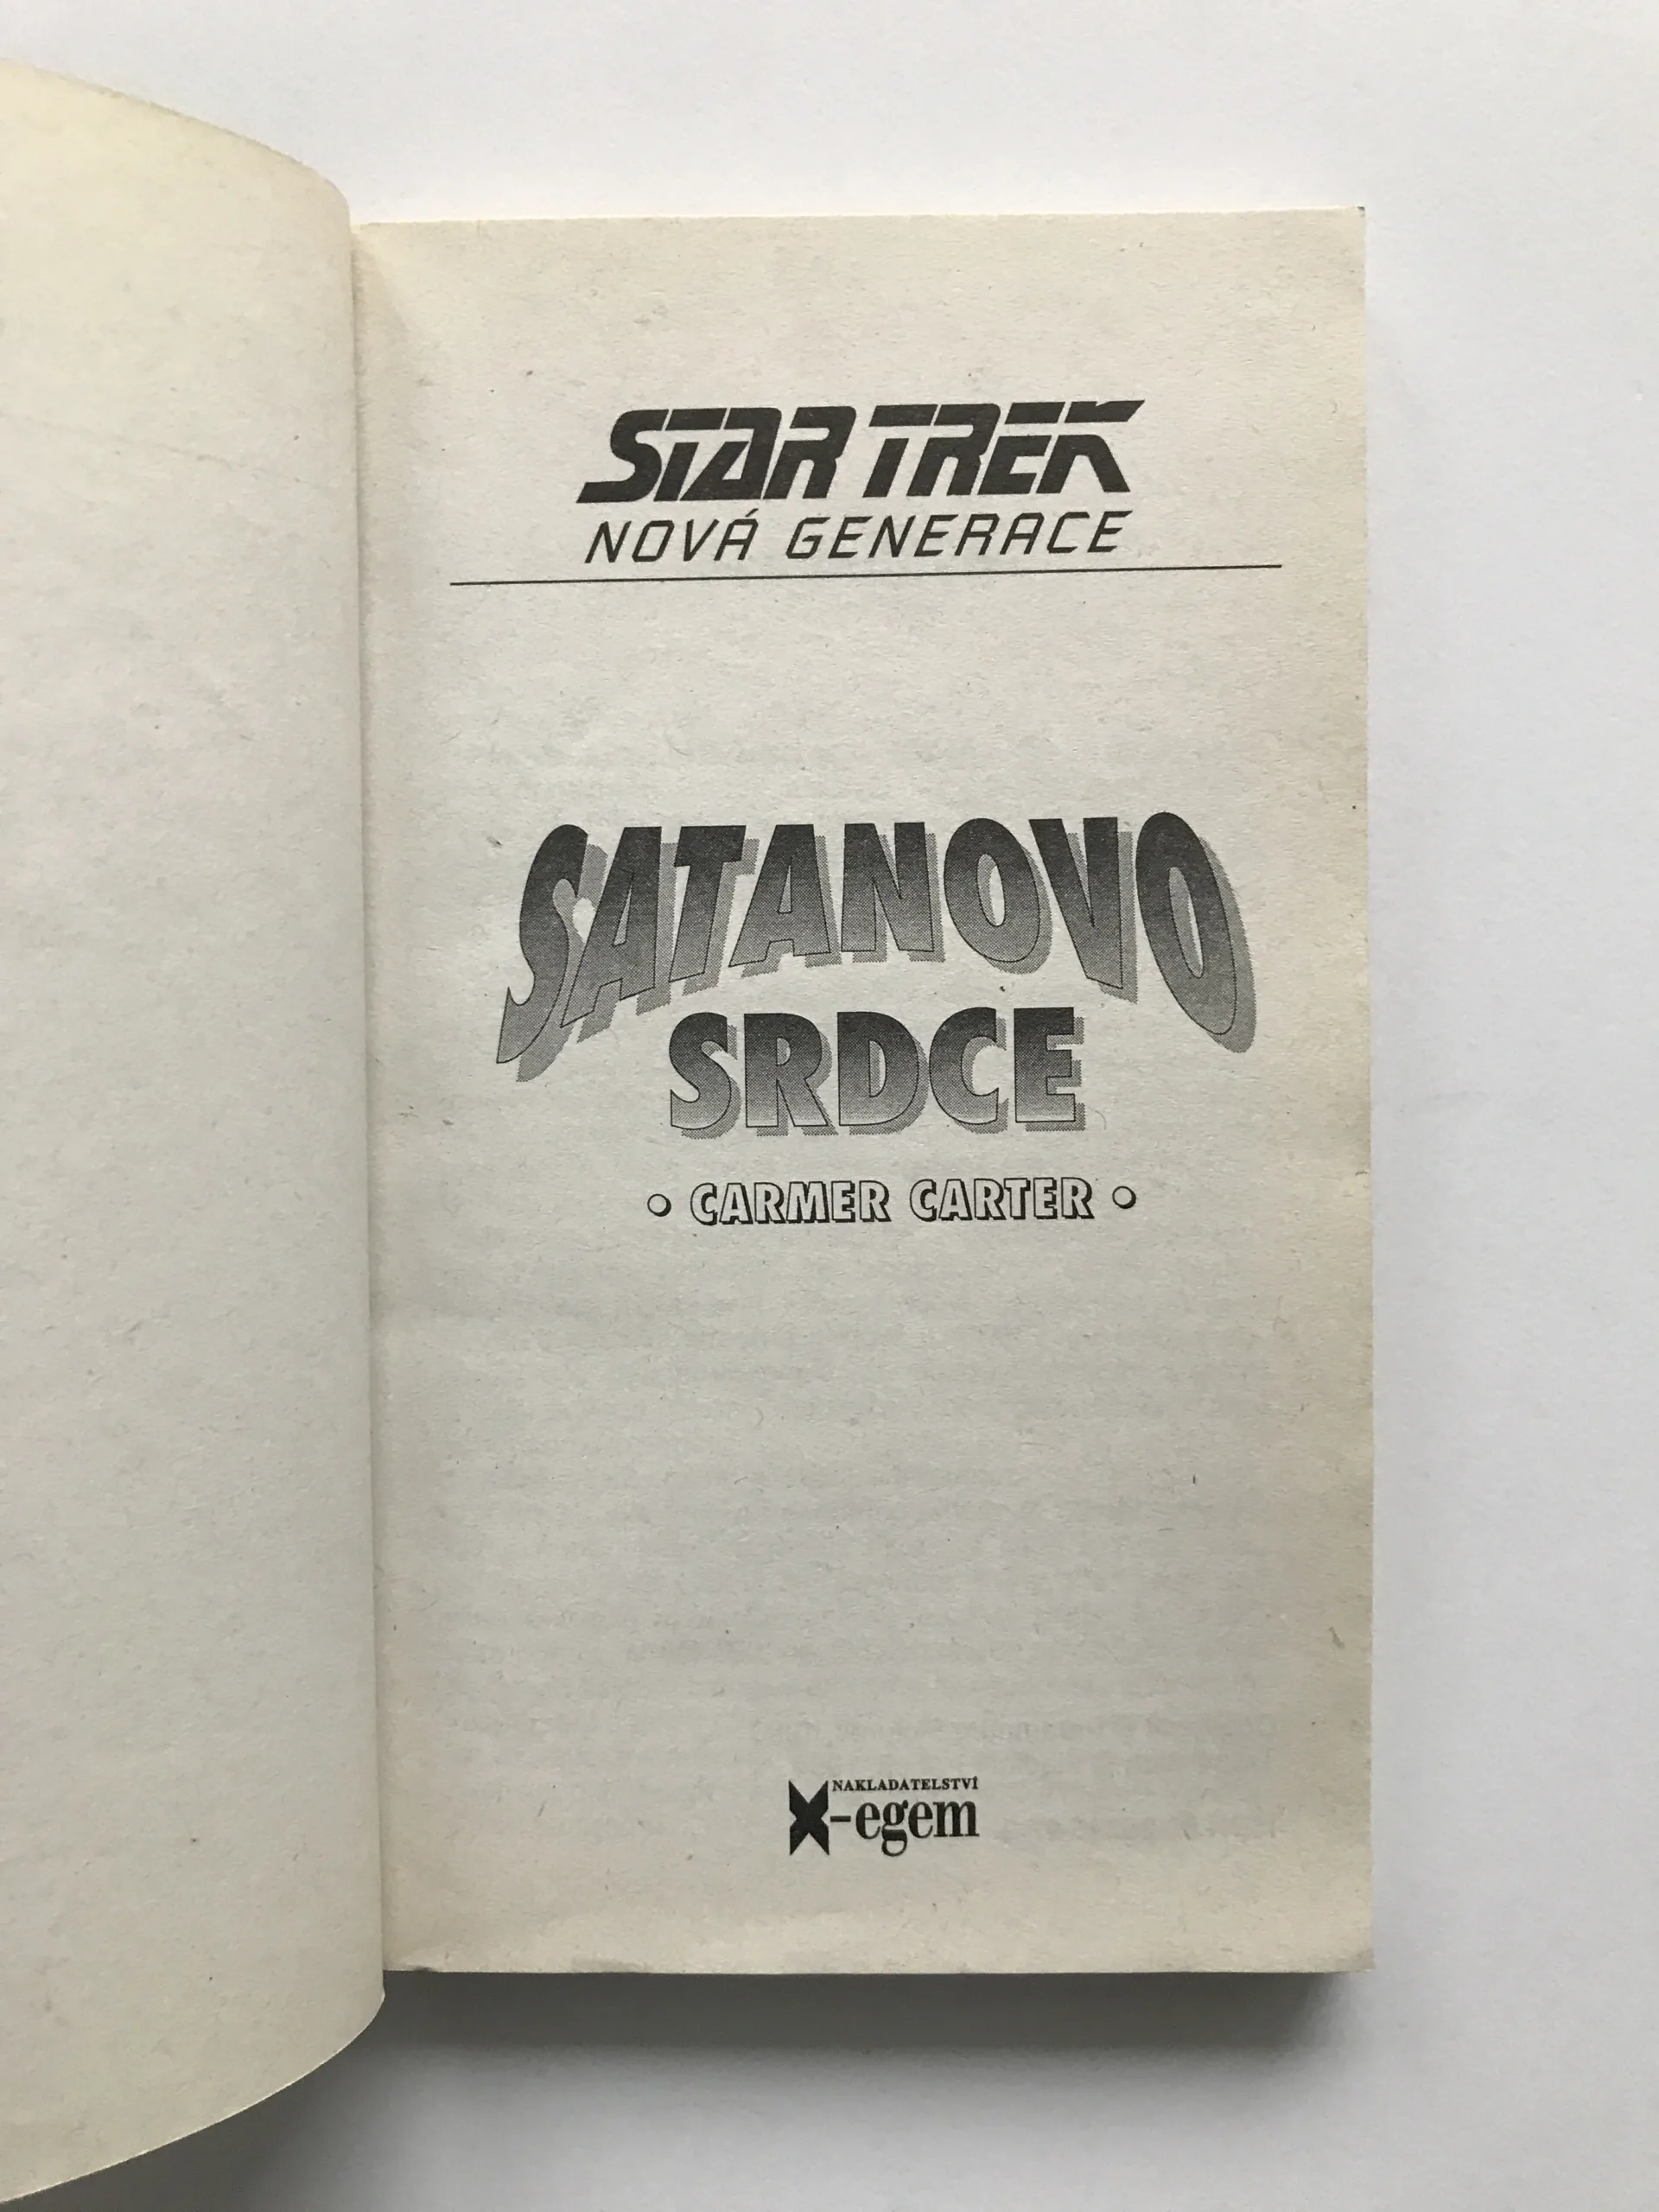 STAR TREK
NOVÁ GENERACE
SATANOVO
SRDCE
• CARMER CARTER •
NAKLADATELSTVÍ
X-egem